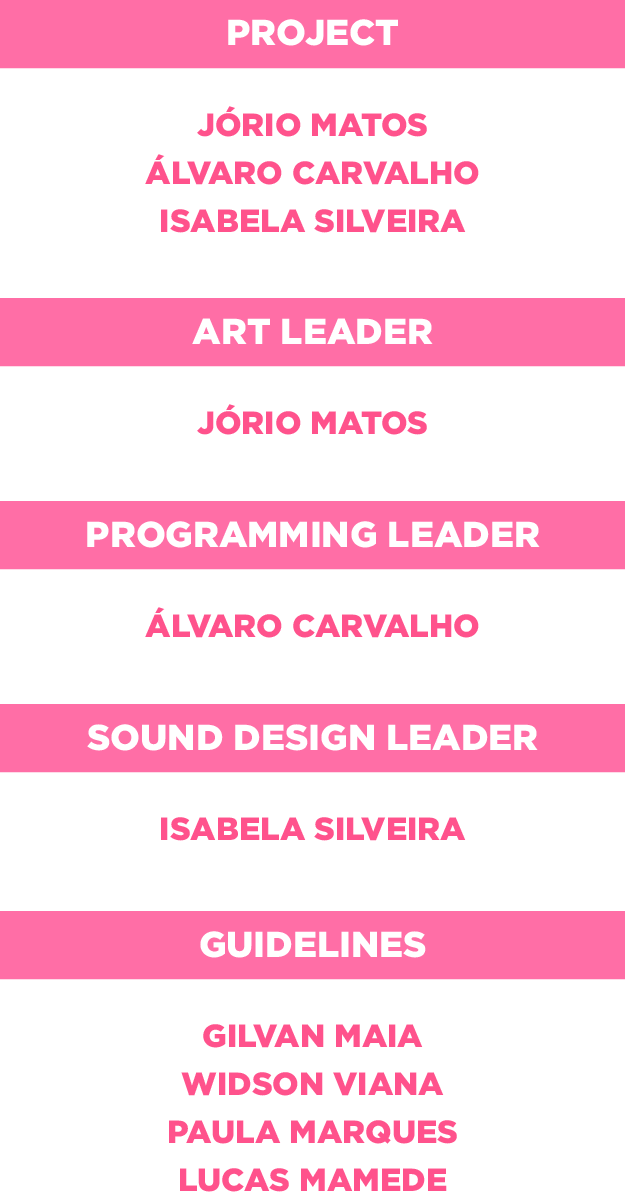 PROJECT
JÓRIO MATOS
ÁLVARO CARVALHO
ISABELA SILVEIRA
ART LEADER
JÓRIO MATOS
PROGRAMMING LEADER
ÁLVARO CARVALHO
SOUND DESIGN LEADER
ISABELA SILVEIRA
GUIDELINES
GILVAN MAIA
WIDSON VIANA
PAULA MARQUES
LUCAS MAMEDE